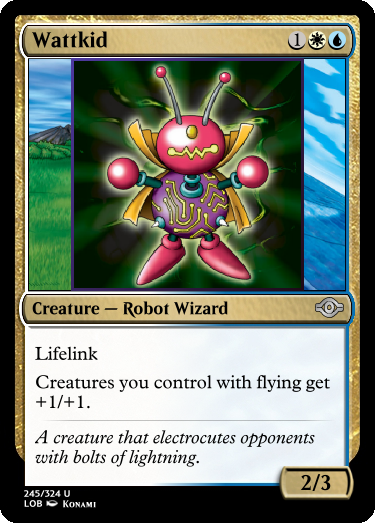 Wattkid 1
Creature — Robot Wizard
Lifelink
Creatures you control with flying get
+1/+1.
A creature that electrocutes opponents
with bolts of lightning.
2/3
245/324 U
LOB KONAMI